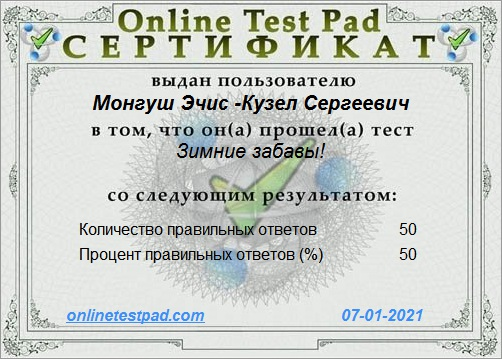 Online Test Pad
СЕРТИФИКАТ
выдан пользователю
Монгуш Эчис -Кузел Сергеевич
в том, что он(а) прошел(а) тест
Зимние забавы!
со следующим результатом:
Количество правильных ответов 50
Процент правильных ответов (%) 50
onlinetestpad.com 07-01-2021